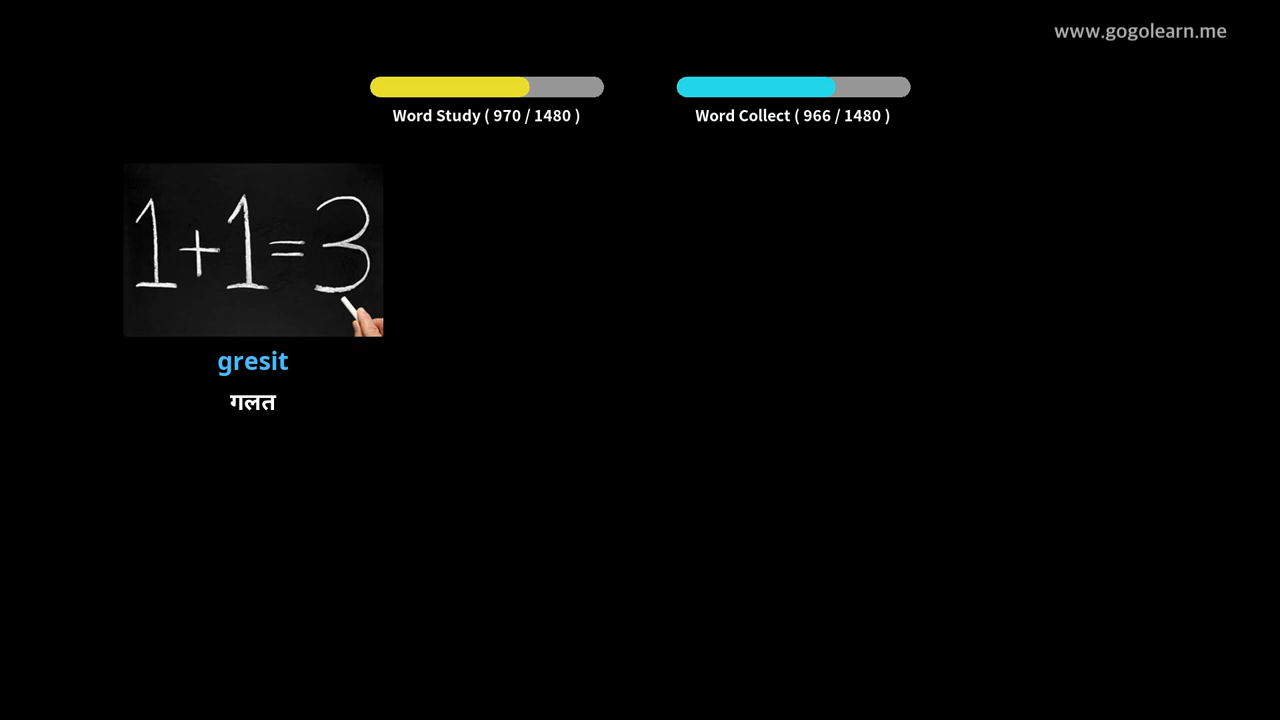 www.gogolearn.me
Word Study ( 970 / 1480 )
Word Collect ( 966 / 1480 )
1+1=3
gresit
गलत